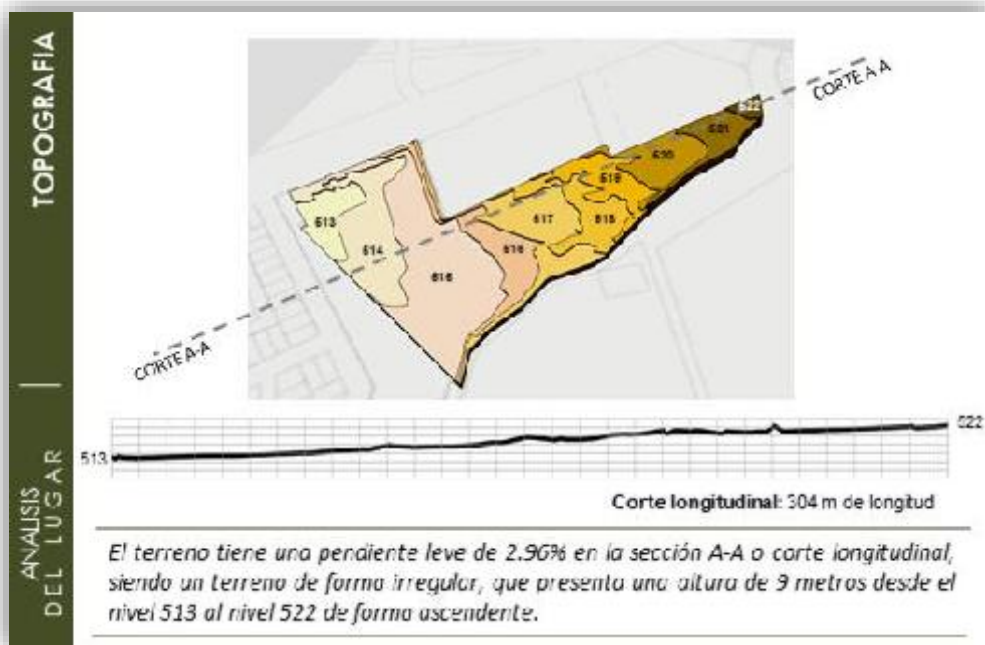 TOPOGRAFIA
ANALISIS
DEL LUGAR
CORTE A-A
522
521
520
519
518
517
516
616
514
513
CORTE A-A
513
522
Corte longitudinal: 304 m de longitud
El terreno tiene una pendiente leve de 2.96% en la sección A-A o corte longitudinal,
siendo un terreno de forma irregular, que presenta una altura de 9 metros desde el
nivel 513 al nivel 522 de forma ascendente.